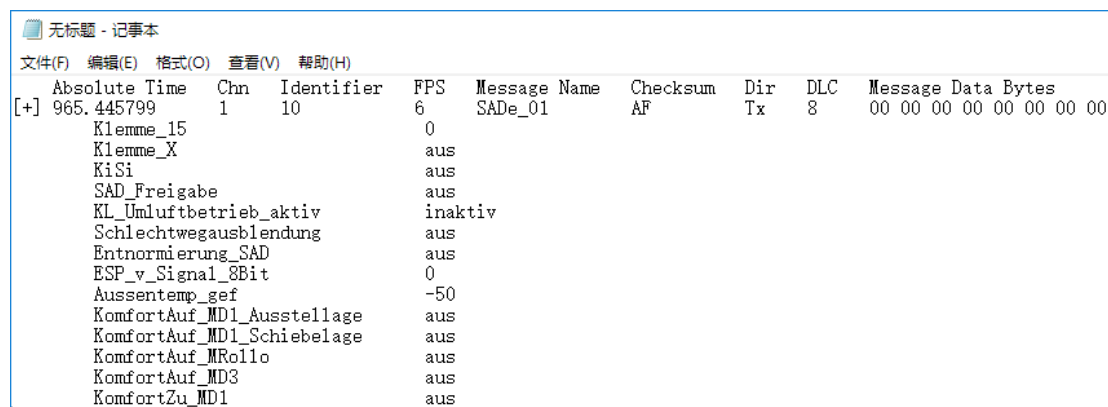 无标题 - 记事本
文件(F) 编辑(E) 格式(O) 查看(V) 帮助(H)
Absolute Time Chn Identifier FPS Message Name Checksum Dir DLC Message Data Bytes
[+] 965.445799 1 10 6 SADe_01 AF Tx 8 00 00 00 00 00 00 00 00
Klemme_15 0
Klemme_X aus
KiSi aus
SAD_Freigabe aus
KL_Umluftbetrieb_aktiv inaktiv
Schlechtwegausblendung aus
Entnormierung_SAD aus
ESP_v_Signal_8Bit 0
Aussentemp_gef -50
KomfortAuf_MD1_Ausstellage aus
KomfortAuf_MD1_Schiebelage aus
KomfortAuf_MRollo aus
KomfortAuf_MD3 aus
KomfortZu_MD1 aus